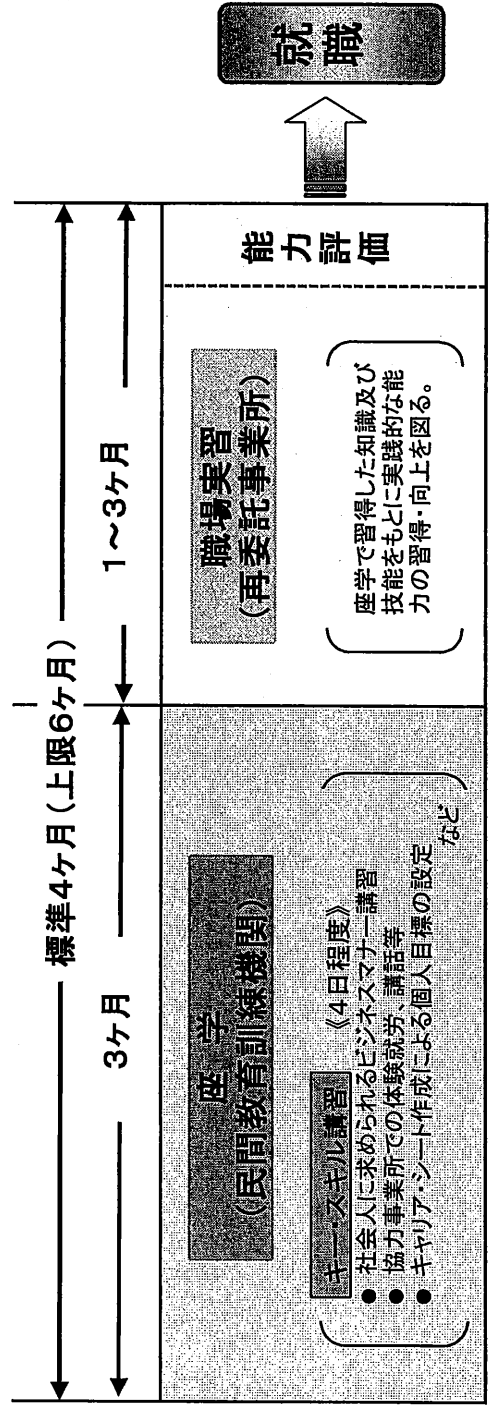 標準4ヶ月(上限6ヶ月)
3ヶ月
1～3ヶ月
座 学
(民間教育訓練機関)
キー・スキル講習 《4日程度》
● 社会人に求められるビジネスマナー講習
● 協力事業所での体験就労、講話等
● キャリア・シート作成による個人目標の設定
など
職場実習
(再委託事業所)
座学で習得した知識及び
技能をもとに実践的な能
力の習得・向上を図る。
能力評価
就職